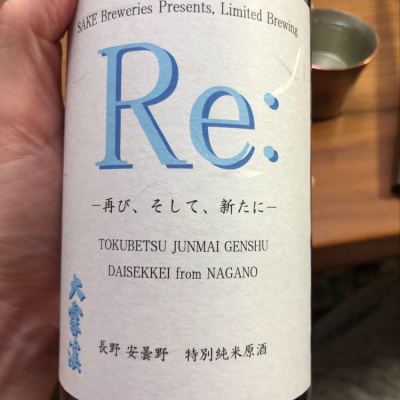 SAKE Breweries Presents, Limited Brewing
Re:
－再び、そして、新たに－
TOKUBETSU JUNMAI GENSHU
DAISEKKEI from NAGANO
大雪渓
長野 安曇野　特別純米原酒